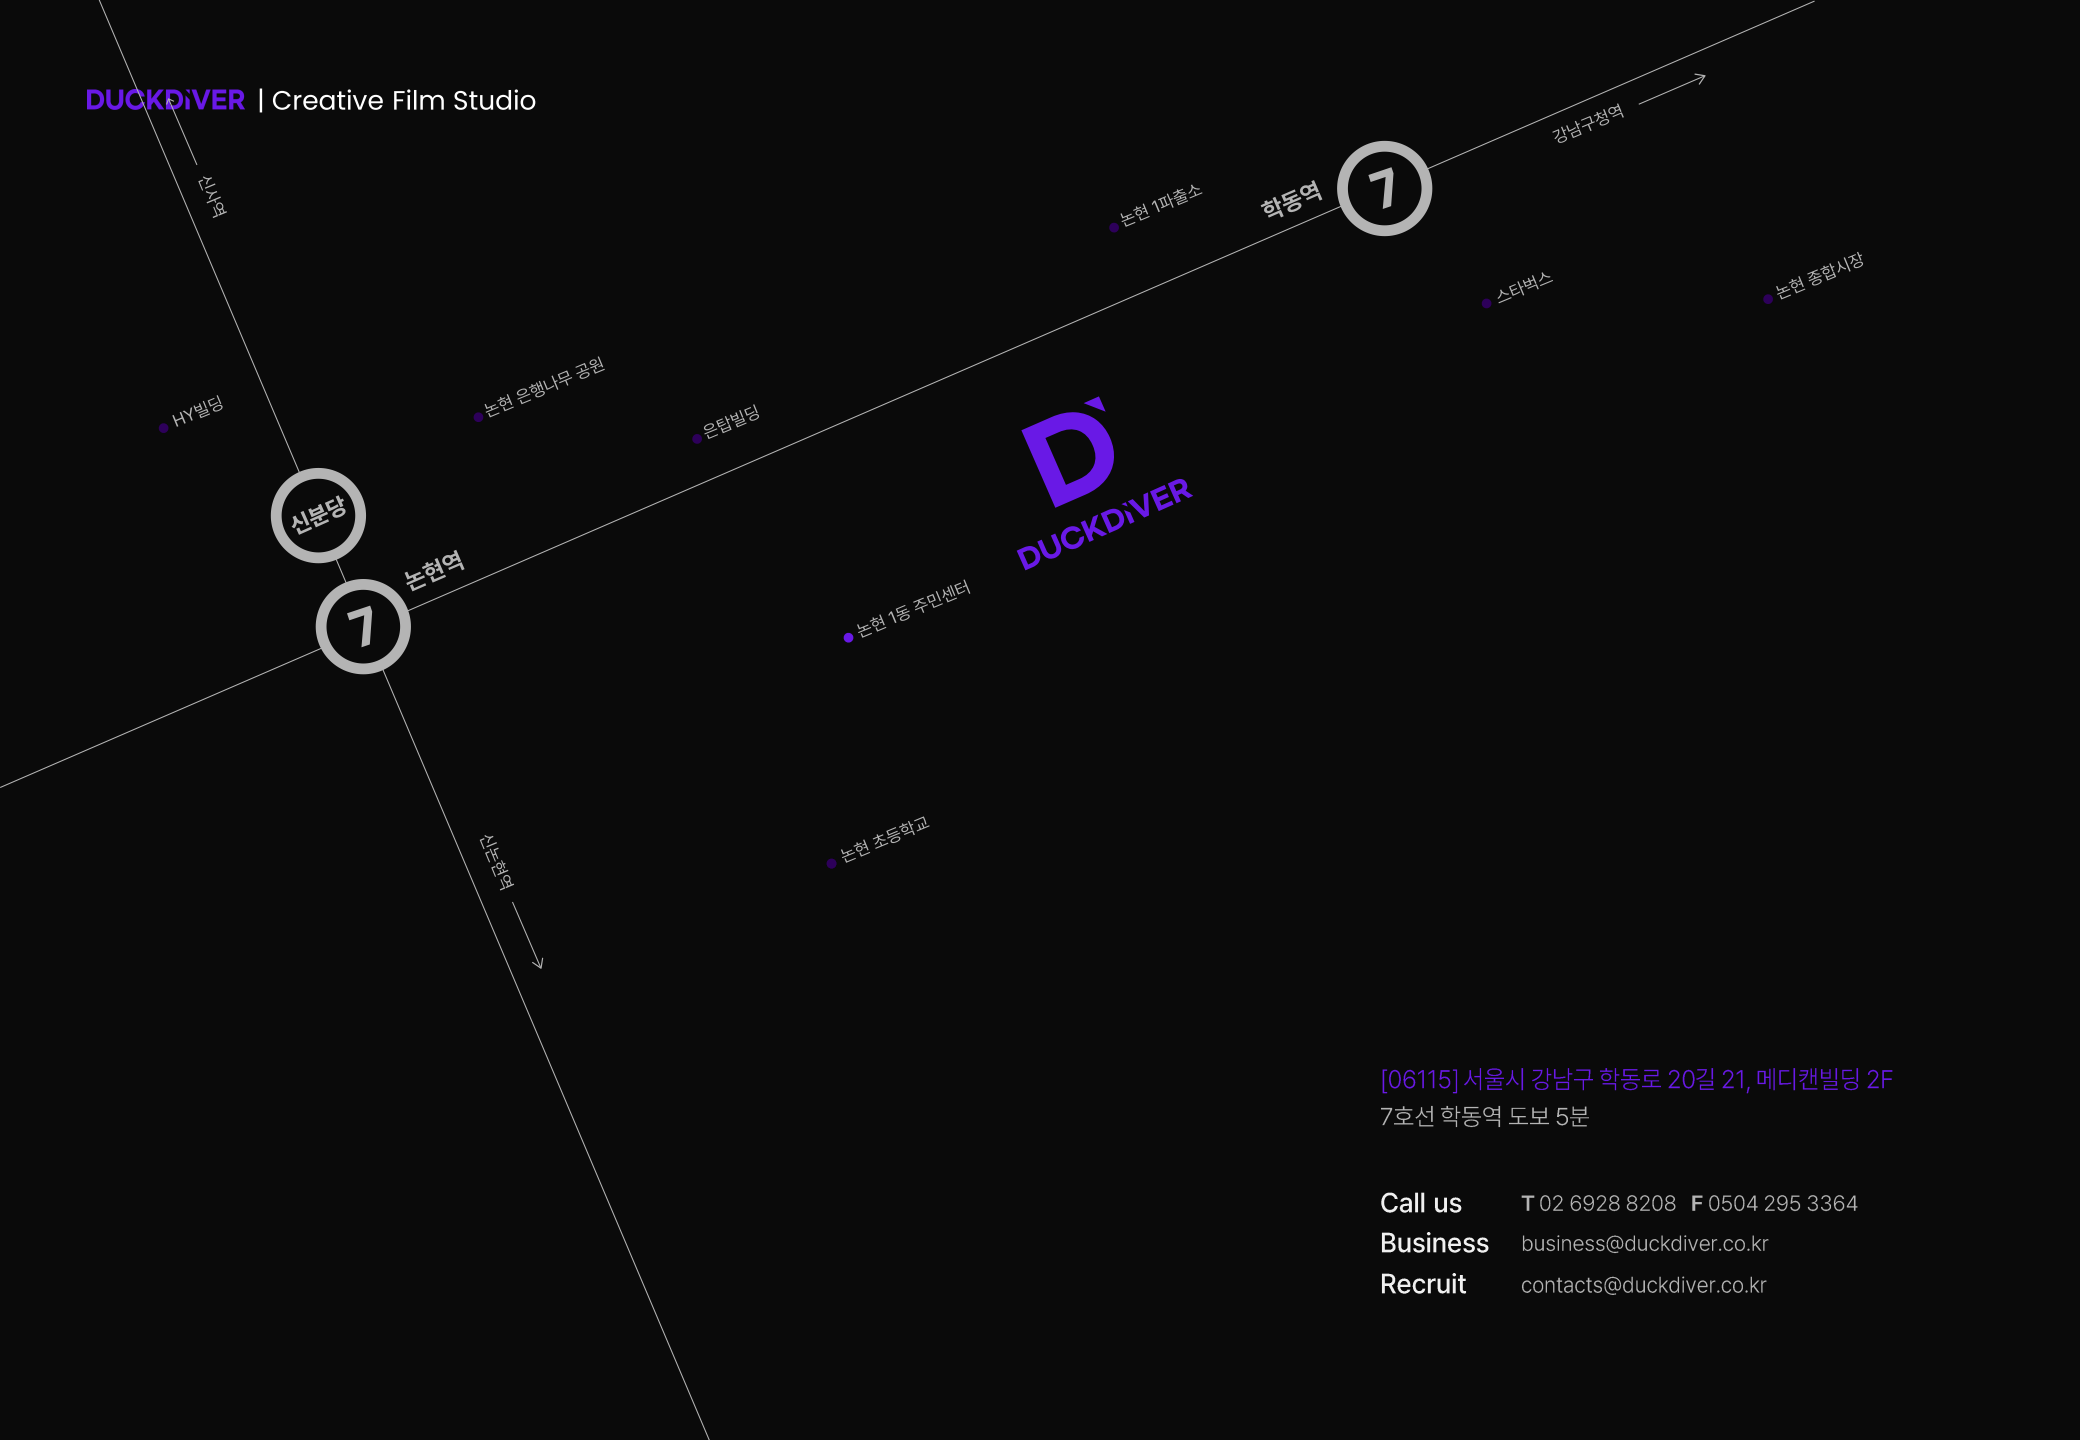 DUCKDIVER | Creative Film Studio
신사역
강남구청역
학동역
7
논현 1파출소
스타벅스
논현 종합시장
HY빌딩
논현 은행나무 공원
은탑빌딩
D
DUCKDIVER
신분당
논현역
7
논현 1동 주민센터
신논현역
논현 초등학교
[06115] 서울시 강남구 학동로 20길 21, 메디캔빌딩 2F
7호선 학동역 도보 5분
Call us T 02 6928 8208 F 0504 295 3364
Business business@duckdiver.co.kr
Recruit contacts@duckdiver.co.kr